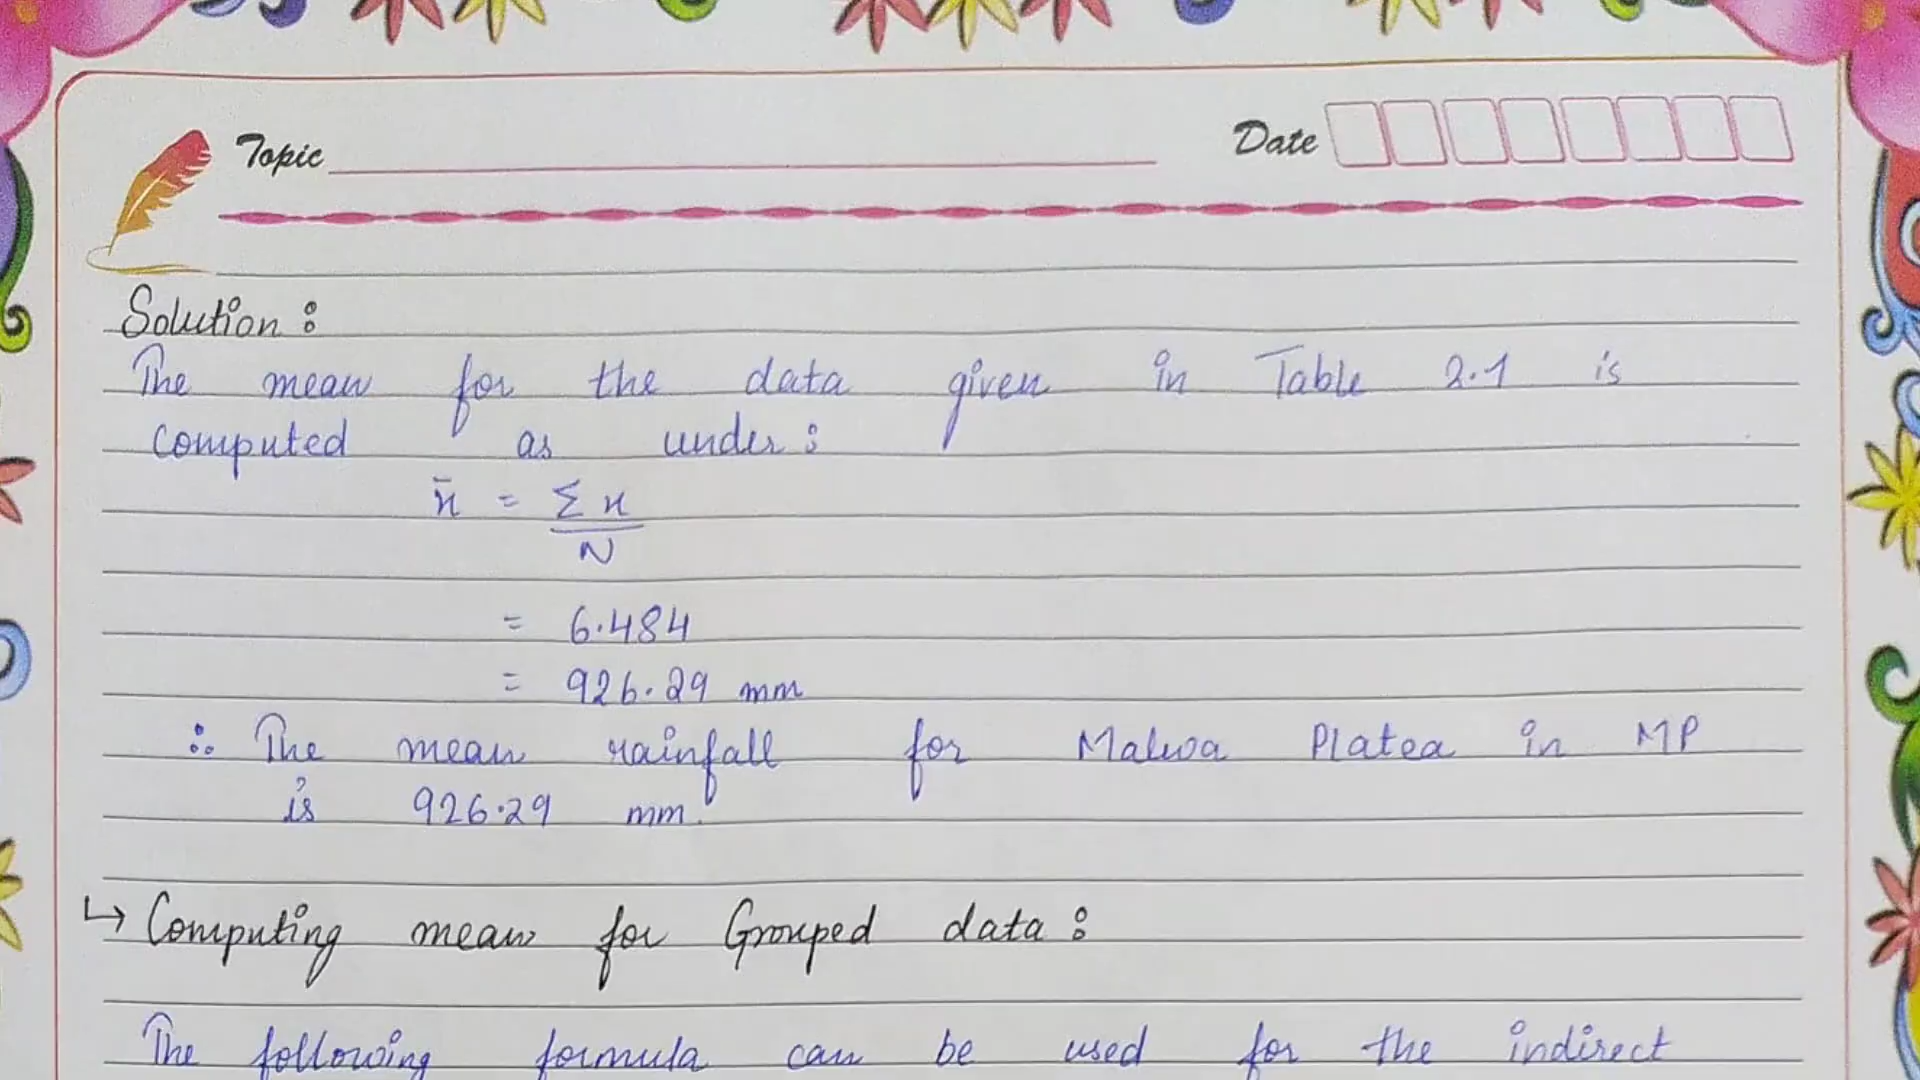 Topic
Date
Solution :
The mean for the data given in Table 2.1 is
computed as under :
x̄ = Σ x
N
= 6.484
= 926.29 mm
∴ The mean rainfall for Malwa Platea in MP
is 926.29 mm.
↳ Computing mean for Grouped data :
The following formula can be used for the indirect